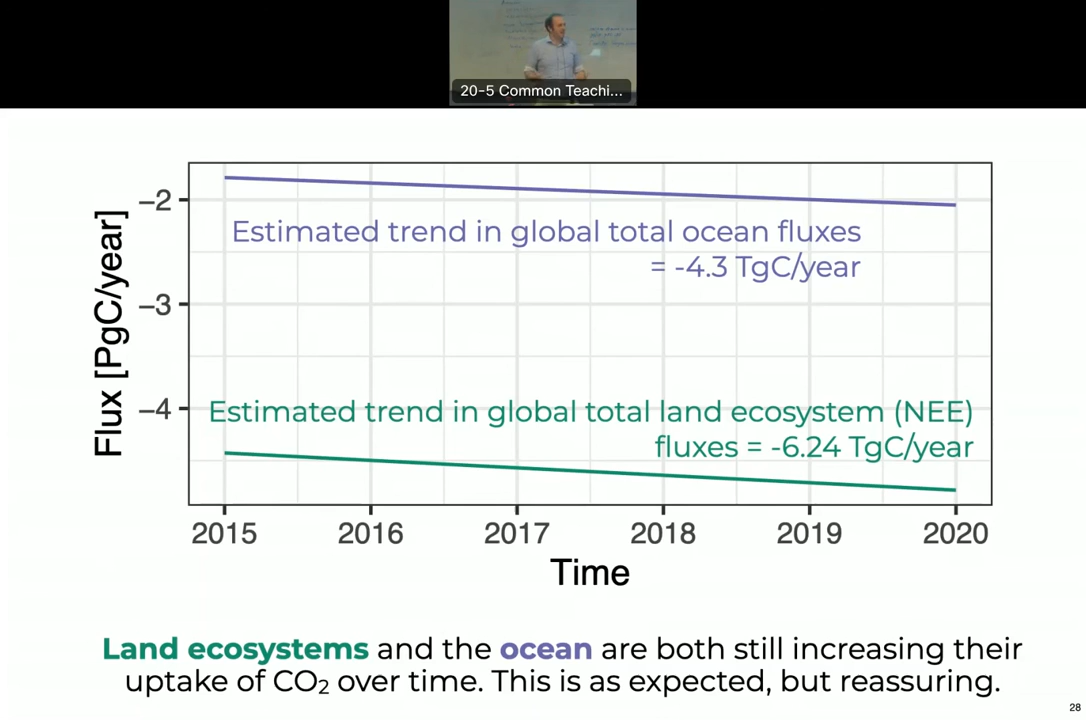 20-5 Common Teachi...
Flux [PgC/year]
−2
−3
−4
Estimated trend in global total ocean fluxes
= -4.3 TgC/year
Estimated trend in global total land ecosystem (NEE)
fluxes = -6.24 TgC/year
2015 2016 2017 2018 2019 2020
Time
Land ecosystems and the ocean are both still increasing their
uptake of CO₂ over time. This is as expected, but reassuring.
28